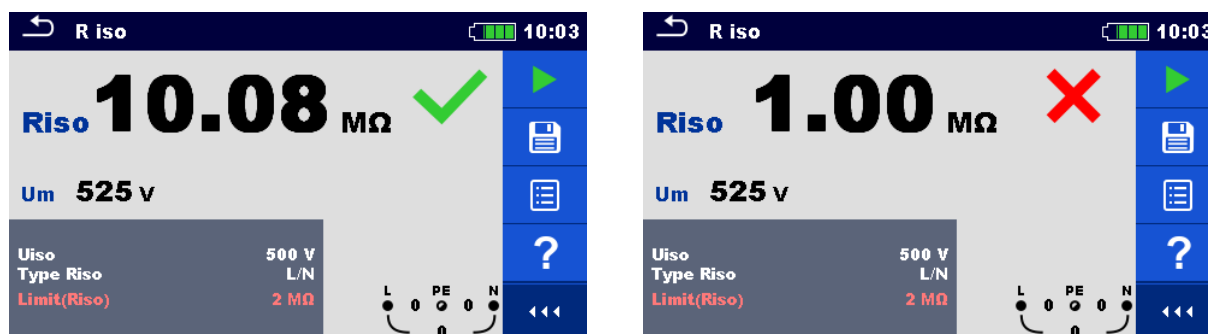 R iso 10:03
Riso 10.08 MΩ
Um 525 V
?
Uiso 500 V
Type Riso L/N
Limit(Riso) 2 MΩ
L PE N
0 0
0
R iso 10:03
Riso 1.00 MΩ
Um 525 V
?
Uiso 500 V
Type Riso L/N
Limit(Riso) 2 MΩ
L PE N
0 0
0